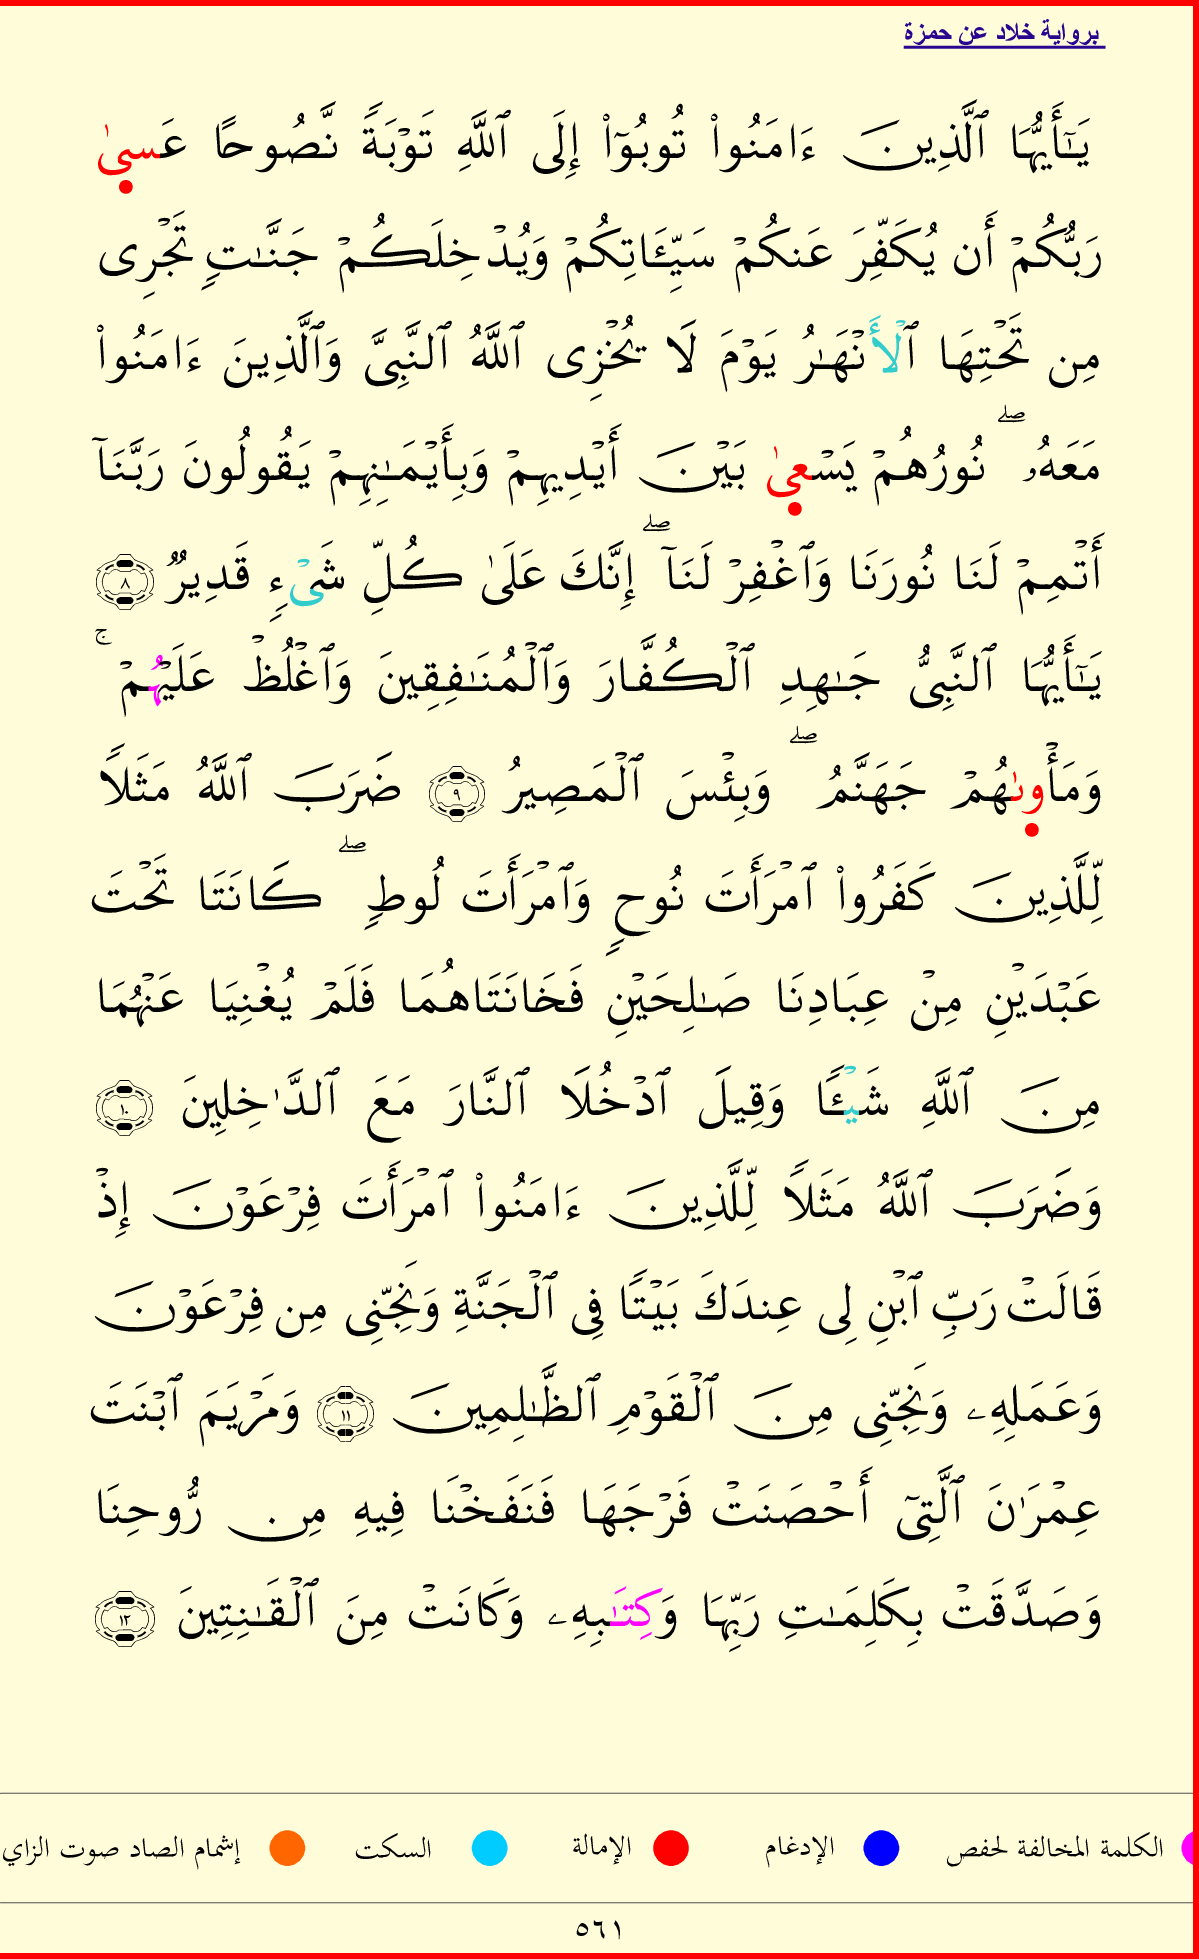 برواية خلاد عن حمزة
يَـٰٓأَيُّهَا ٱلَّذِينَ ءَامَنُوا۟ تُوبُوٓا۟ إِلَى ٱللَّهِ تَوْبَةً نَّصُوحًا عَسىٰ
رَبُّكُمْ أَن يُكَفِّرَ عَنكُمْ سَيِّـَٔاتِكُمْ وَيُدْخِلَكُمْ جَنَّـٰتٍ تَجْرِى
مِن تَحْتِهَا ٱلْأَنْهَـٰرُ يَوْمَ لَا يُخْزِى ٱللَّهُ ٱلنَّبِىَّ وَٱلَّذِينَ ءَامَنُوا۟
مَعَهُۥ ۖ نُورُهُمْ يَسْعىٰ بَيْنَ أَيْدِيهِمْ وَبِأَيْمَـٰنِهِمْ يَقُولُونَ رَبَّنَآ
أَتْمِمْ لَنَا نُورَنَا وَٱغْفِرْ لَنَآ ۖ إِنَّكَ عَلَىٰ كُلِّ شَىْءٍ قَدِيرٌ ٨
يَـٰٓأَيُّهَا ٱلنَّبِىُّ جَـٰهِدِ ٱلْكُفَّارَ وَٱلْمُنَـٰفِقِينَ وَٱغْلُظْ عَلَيْهُمْ ۚ
وَمَأْوىٰهُمْ جَهَنَّمُ ۖ وَبِئْسَ ٱلْمَصِيرُ ٩ ضَرَبَ ٱللَّهُ مَثَلًا
لِّلَّذِينَ كَفَرُوا۟ ٱمْرَأَتَ نُوحٍ وَٱمْرَأَتَ لُوطٍ ۖ كَانَتَا تَحْتَ
عَبْدَيْنِ مِنْ عِبَادِنَا صَـٰلِحَيْنِ فَخَانَتَاهُمَا فَلَمْ يُغْنِيَا عَنْهُمَا
مِنَ ٱللَّهِ شَيْـًٔا وَقِيلَ ٱدْخُلَا ٱلنَّارَ مَعَ ٱلدَّٰخِلِينَ ١٠
وَضَرَبَ ٱللَّهُ مَثَلًا لِّلَّذِينَ ءَامَنُوا۟ ٱمْرَأَتَ فِرْعَوْنَ إِذْ
قَالَتْ رَبِّ ٱبْنِ لِى عِندَكَ بَيْتًا فِى ٱلْجَنَّةِ وَنَجِّنِى مِن فِرْعَوْنَ
وَعَمَلِهِۦ وَنَجِّنِى مِنَ ٱلْقَوْمِ ٱلظَّـٰلِمِينَ ١١ وَمَرْيَمَ ٱبْنَتَ
عِمْرَٰنَ ٱلَّتِىٓ أَحْصَنَتْ فَرْجَهَا فَنَفَخْنَا فِيهِ مِن رُّوحِنَا
وَصَدَّقَتْ بِكَلِمَـٰتِ رَبِّهَا وَكِتَـٰبِهِۦ وَكَانَتْ مِنَ ٱلْقَـٰنِتِينَ ١٢
الكلمة المخالفة لحفص الإدغام الإمالة السكت إشمام الصاد صوت الزاي
٥٦١